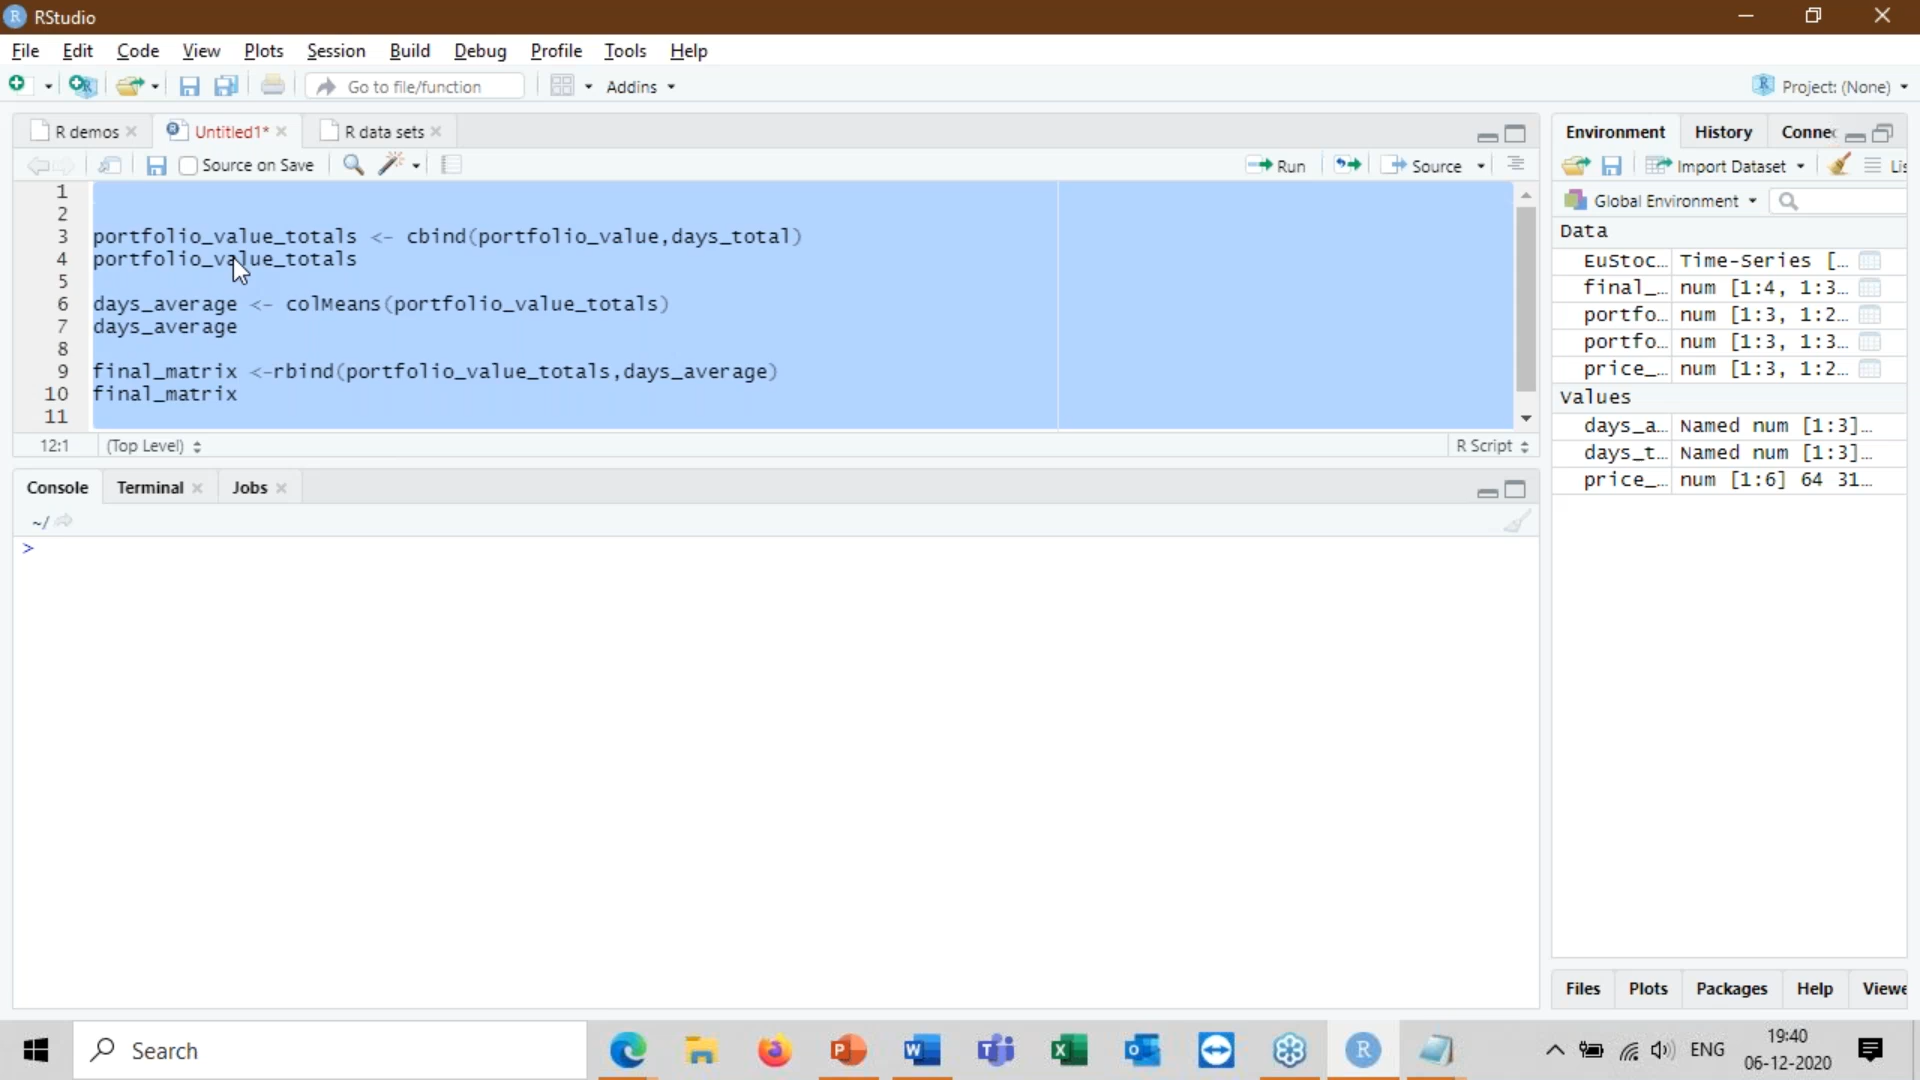 RStudio
File Edit Code View Plots Session Build Debug Profile Tools Help
Go to file/function Addins Project: (None)
R demos Untitled1* R data sets
Source on Save Run Source
1
2
3 portfolio_value_totals <- cbind(portfolio_value,days_total)
4 portfolio_value_totals
5
6 days_average <- colMeans(portfolio_value_totals)
7 days_average
8
9 final_matrix <-rbind(portfolio_value_totals,days_average)
10 final_matrix
11
12:1 (Top Level) R Script
Console Terminal Jobs
~/
>
Environment History Connec
Import Dataset Lis
Global Environment
Data
EuStoc… Time-Series […
final_… num [1:4, 1:3…
portfo… num [1:3, 1:2…
portfo… num [1:3, 1:3…
price_… num [1:3, 1:2…
Values
days_a… Named num [1:3]…
days_t… Named num [1:3]…
price_… num [1:6] 64 31…
Files Plots Packages Help Viewe
Search
ENG
19:40
06-12-2020